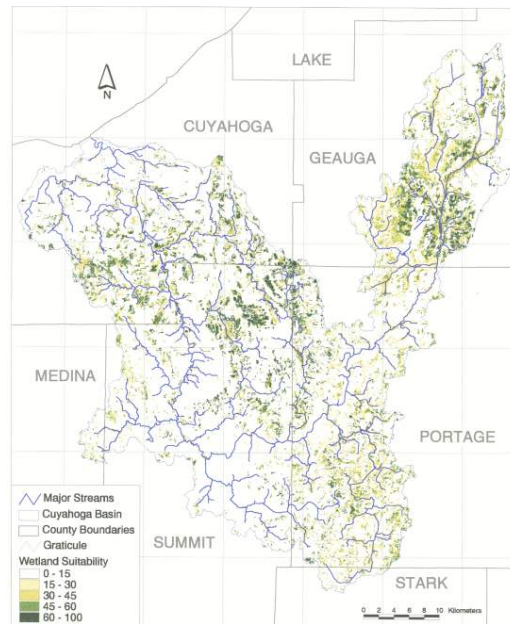 LAKE
N
CUYAHOGA
GEAUGA
MEDINA
PORTAGE
Major Streams
Cuyahoga Basin
County Boundaries
Graticule
SUMMIT
Wetland Suitability
0 - 15
15 - 30
30 - 45
45 - 60
60 - 100
STARK
0 2 4 6 8 10 Kilometers